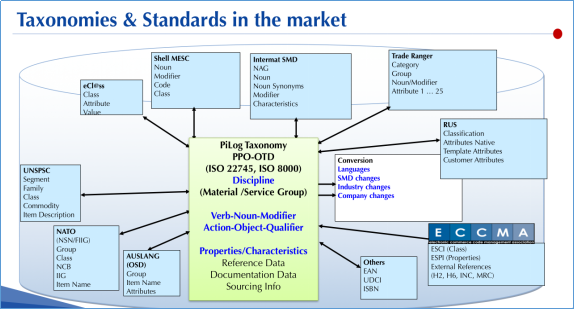 Taxonomies & Standards in the market
eCl@ss
Class
Attribute
Value
Shell MESC
Noun
Modifier
Code
Class
Intermat SMD
NAG
Noun
Noun Synonyms
Modifier
Characteristics
Trade Ranger
Category
Group
Noun/Modifier
Attribute 1 … 25
RUS
Classification
Attributes Native
Template Attributes
Customer Attributes
PiLog Taxonomy
PPO-OTD
(ISO 22745, ISO 8000)
Discipline
(Material /Service Group)
Verb-Noun-Modifier
Action-Object-Qualifier
Properties/Characteristics
Reference Data
Documentation Data
Sourcing Info
Conversion
Languages
SMD changes
Industry changes
Company changes
UNSPSC
Segment
Family
Class
Commodity
Item Description
NATO
(NSN/FIIG)
Group
Class
NCB
IIG
Item Name
AUSLANG
(OSD)
Group
Item Name
Attributes
Others
EAN
UDCI
ISBN
ECCMA
electronic commerce code management association
ESCI (Class)
ESPI (Properties)
External References
(H2, H6, INC, MRC)